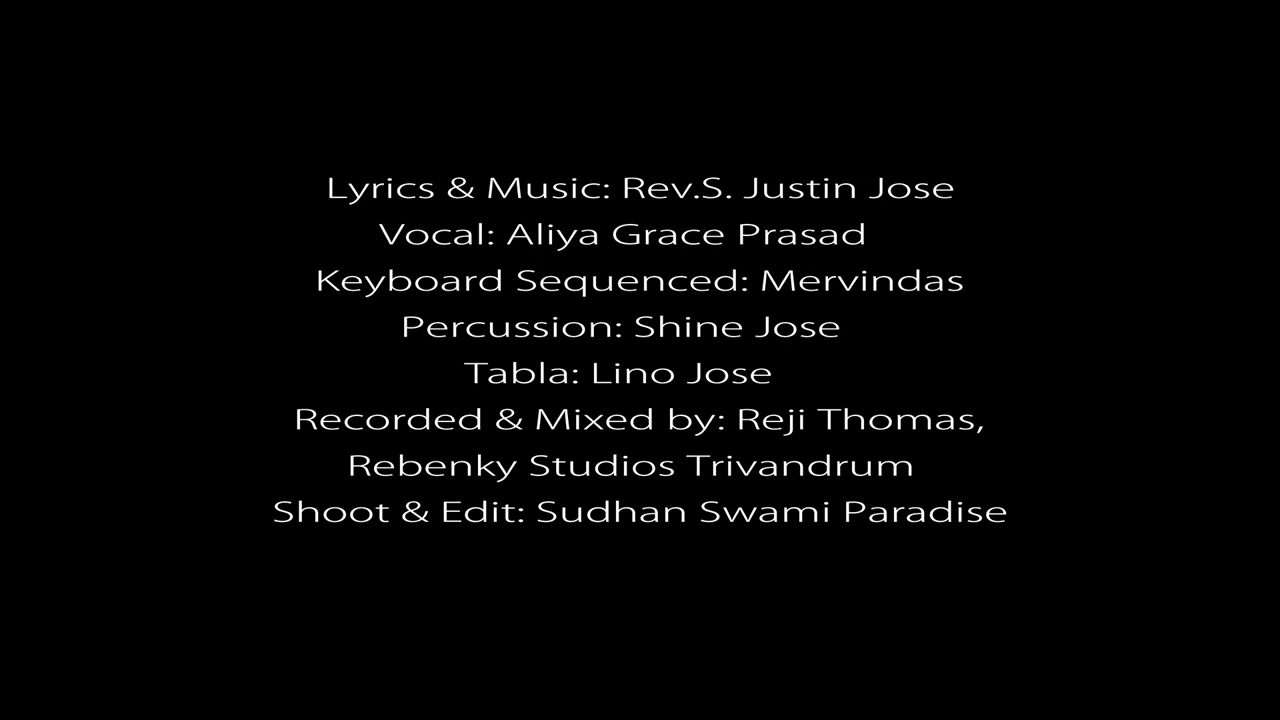 Lyrics & Music: Rev.S. Justin Jose
Vocal: Aliya Grace Prasad
Keyboard Sequenced: Mervindas
Percussion: Shine Jose
Tabla: Lino Jose
Recorded & Mixed by: Reji Thomas,
Rebenky Studios Trivandrum
Shoot & Edit: Sudhan Swami Paradise